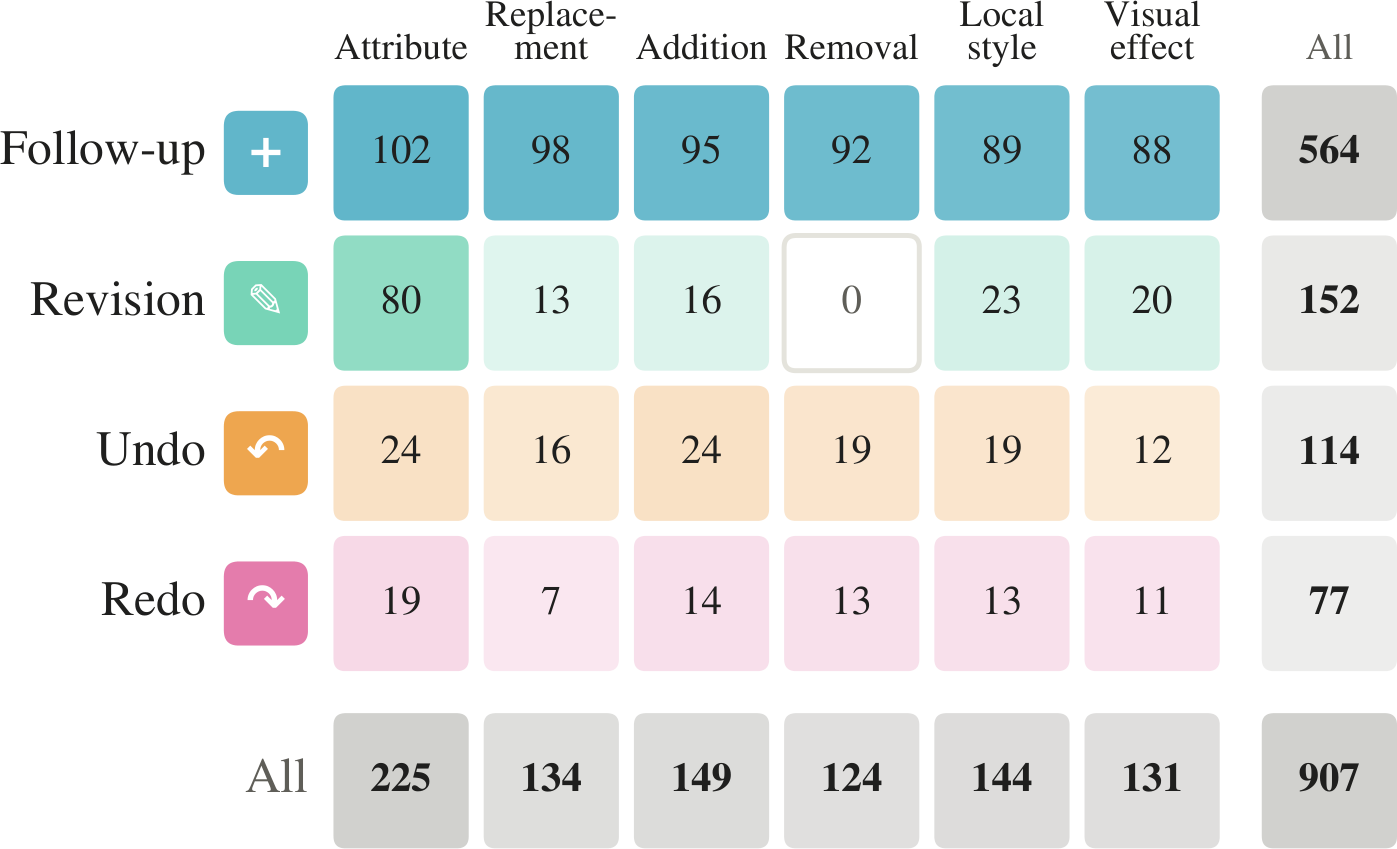 Attribute Replace-
ment Addition Removal Local
style Visual
effect All
Follow-up + 102 98 95 92 89 88 564
Revision 80 13 16 0 23 20 152
Undo 24 16 24 19 19 12 114
Redo 19 7 14 13 13 11 77
All 225 134 149 124 144 131 907